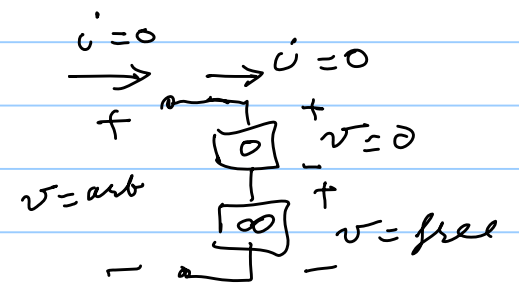 i = 0
i = 0
+
+
0
v = 0
-
+
v = arb
∞
v = free
-
-